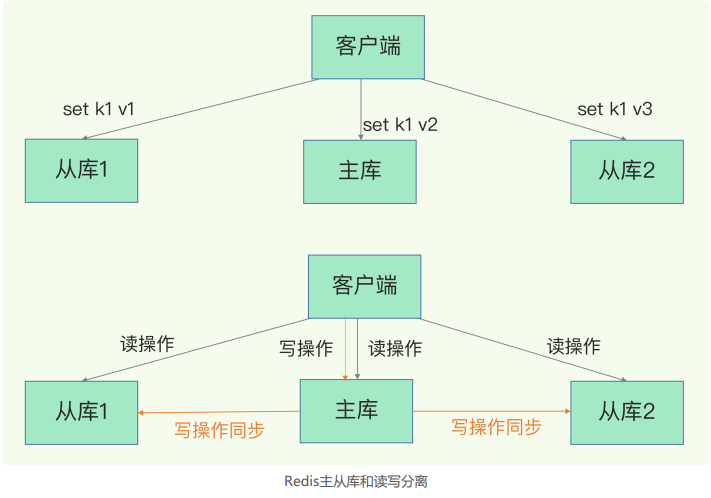 客户端
set k1 v1
set k1 v2
set k1 v3
从库1
主库
从库2
客户端
读操作
写操作
读操作
读操作
从库1
主库
从库2
写操作同步
写操作同步
Redis主从库和读写分离